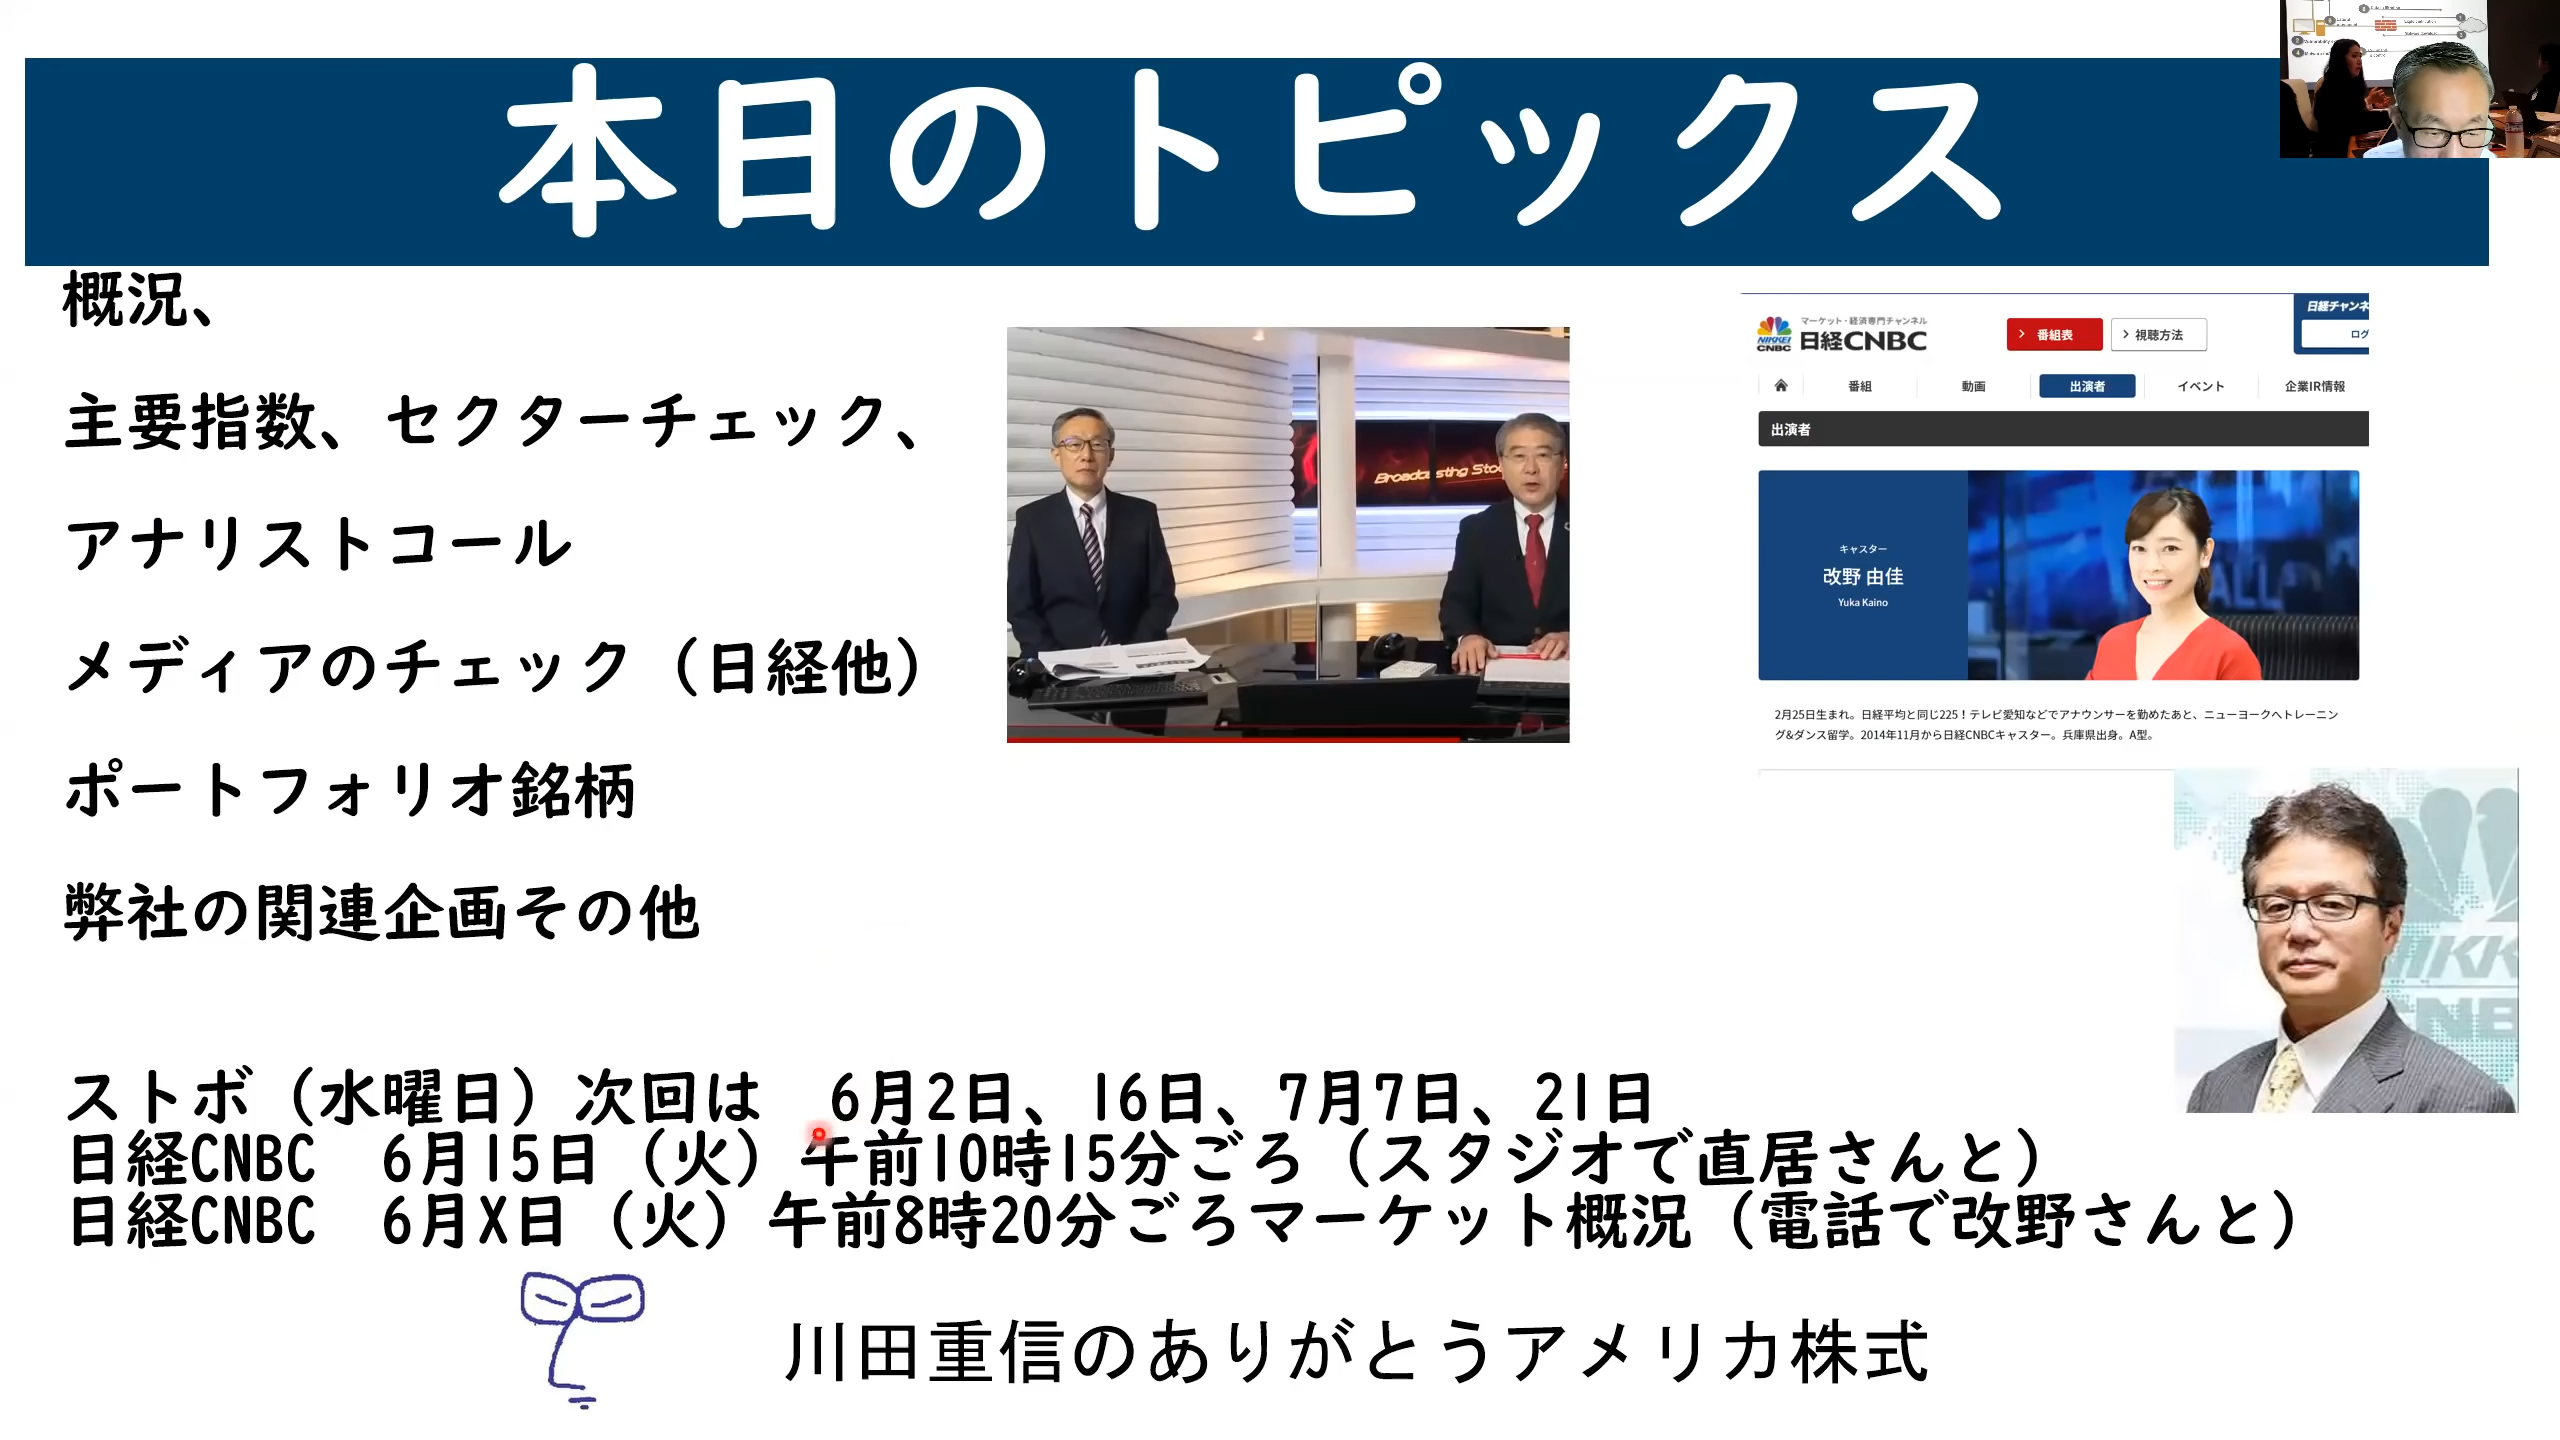 本日のトピックス
概況、
主要指数、セクターチェック、
アナリストコール
メディアのチェック（日経他）
ポートフォリオ銘柄
弊社の関連企画その他
Broadcasting Stoc
マーケット・経済専門チャンネル
NIKKEI CNBC 日経CNBC
番組表 視聴方法
日経チャンネ
ログ
番組 動画 出演者 イベント 企業IR情報
出演者
キャスター
改野 由佳
Yuka Kaino
2月25日生まれ。日経平均と同じ225！テレビ愛知などでアナウンサーを勤めたあと、ニューヨークへトレーニン
グ&ダンス留学。2014年11月から日経CNBCキャスター。兵庫県出身。A型。
ストボ（水曜日）次回は 6月2日、16日、7月7日、21日
日経CNBC 6月15日（火）午前10時15分ごろ（スタジオで直居さんと）
日経CNBC 6月X日（火）午前8時20分ごろマーケット概況（電話で改野さんと）
川田重信のありがとうアメリカ株式